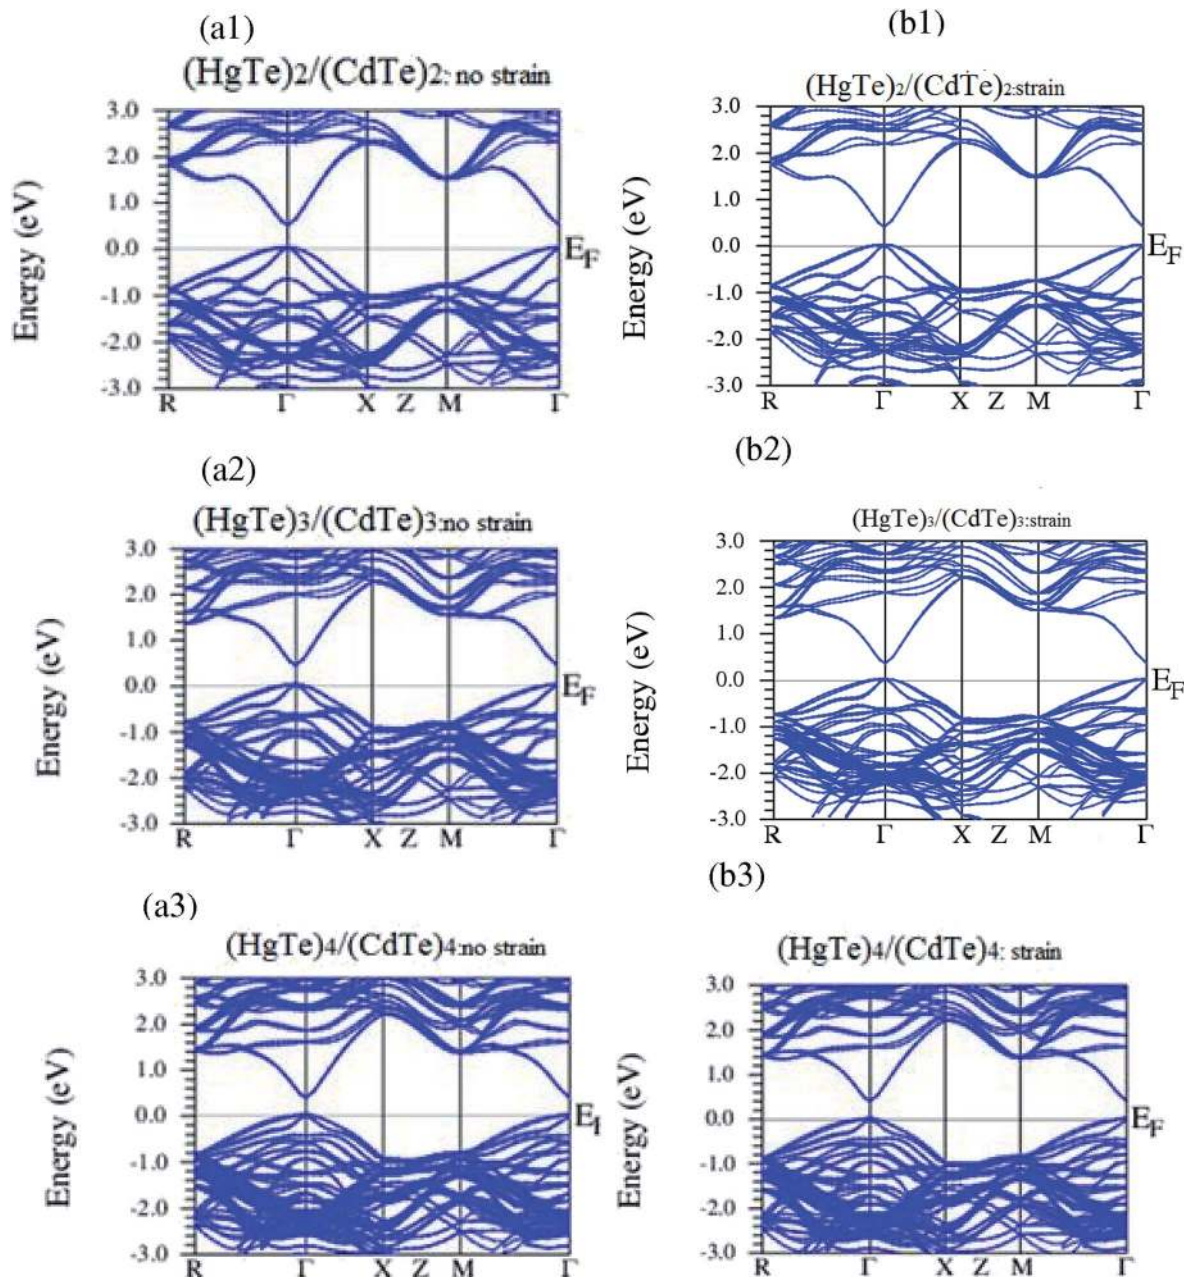 (a1)
(HgTe)2/(CdTe)2: no strain
3.0
2.0
1.0
0.0
-1.0
-2.0
-3.0
Energy (eV)
EF
R Γ X Z M Γ
(b1)
(HgTe)2/(CdTe)2:strain
3.0
2.0
1.0
0.0
-1.0
-2.0
-3.0
Energy (eV)
EF
R Γ X Z M Γ
(a2)
(HgTe)3/(CdTe)3:no strain
3.0
2.0
1.0
0.0
-1.0
-2.0
-3.0
Energy (eV)
EF
R Γ X Z M Γ
(b2)
(HgTe)3/(CdTe)3:strain
3.0
2.0
1.0
0.0
-1.0
-2.0
-3.0
Energy (eV)
EF
R Γ X Z M Γ
(a3)
(HgTe)4/(CdTe)4:no strain
3.0
2.0
1.0
0.0
-1.0
-2.0
-3.0
Energy (eV)
EI
R Γ X Z M Γ
(b3)
(HgTe)4/(CdTe)4: strain
3.0
2.0
1.0
0.0
-1.0
-2.0
-3.0
Energy (eV)
EF
R Γ X Z M Γ